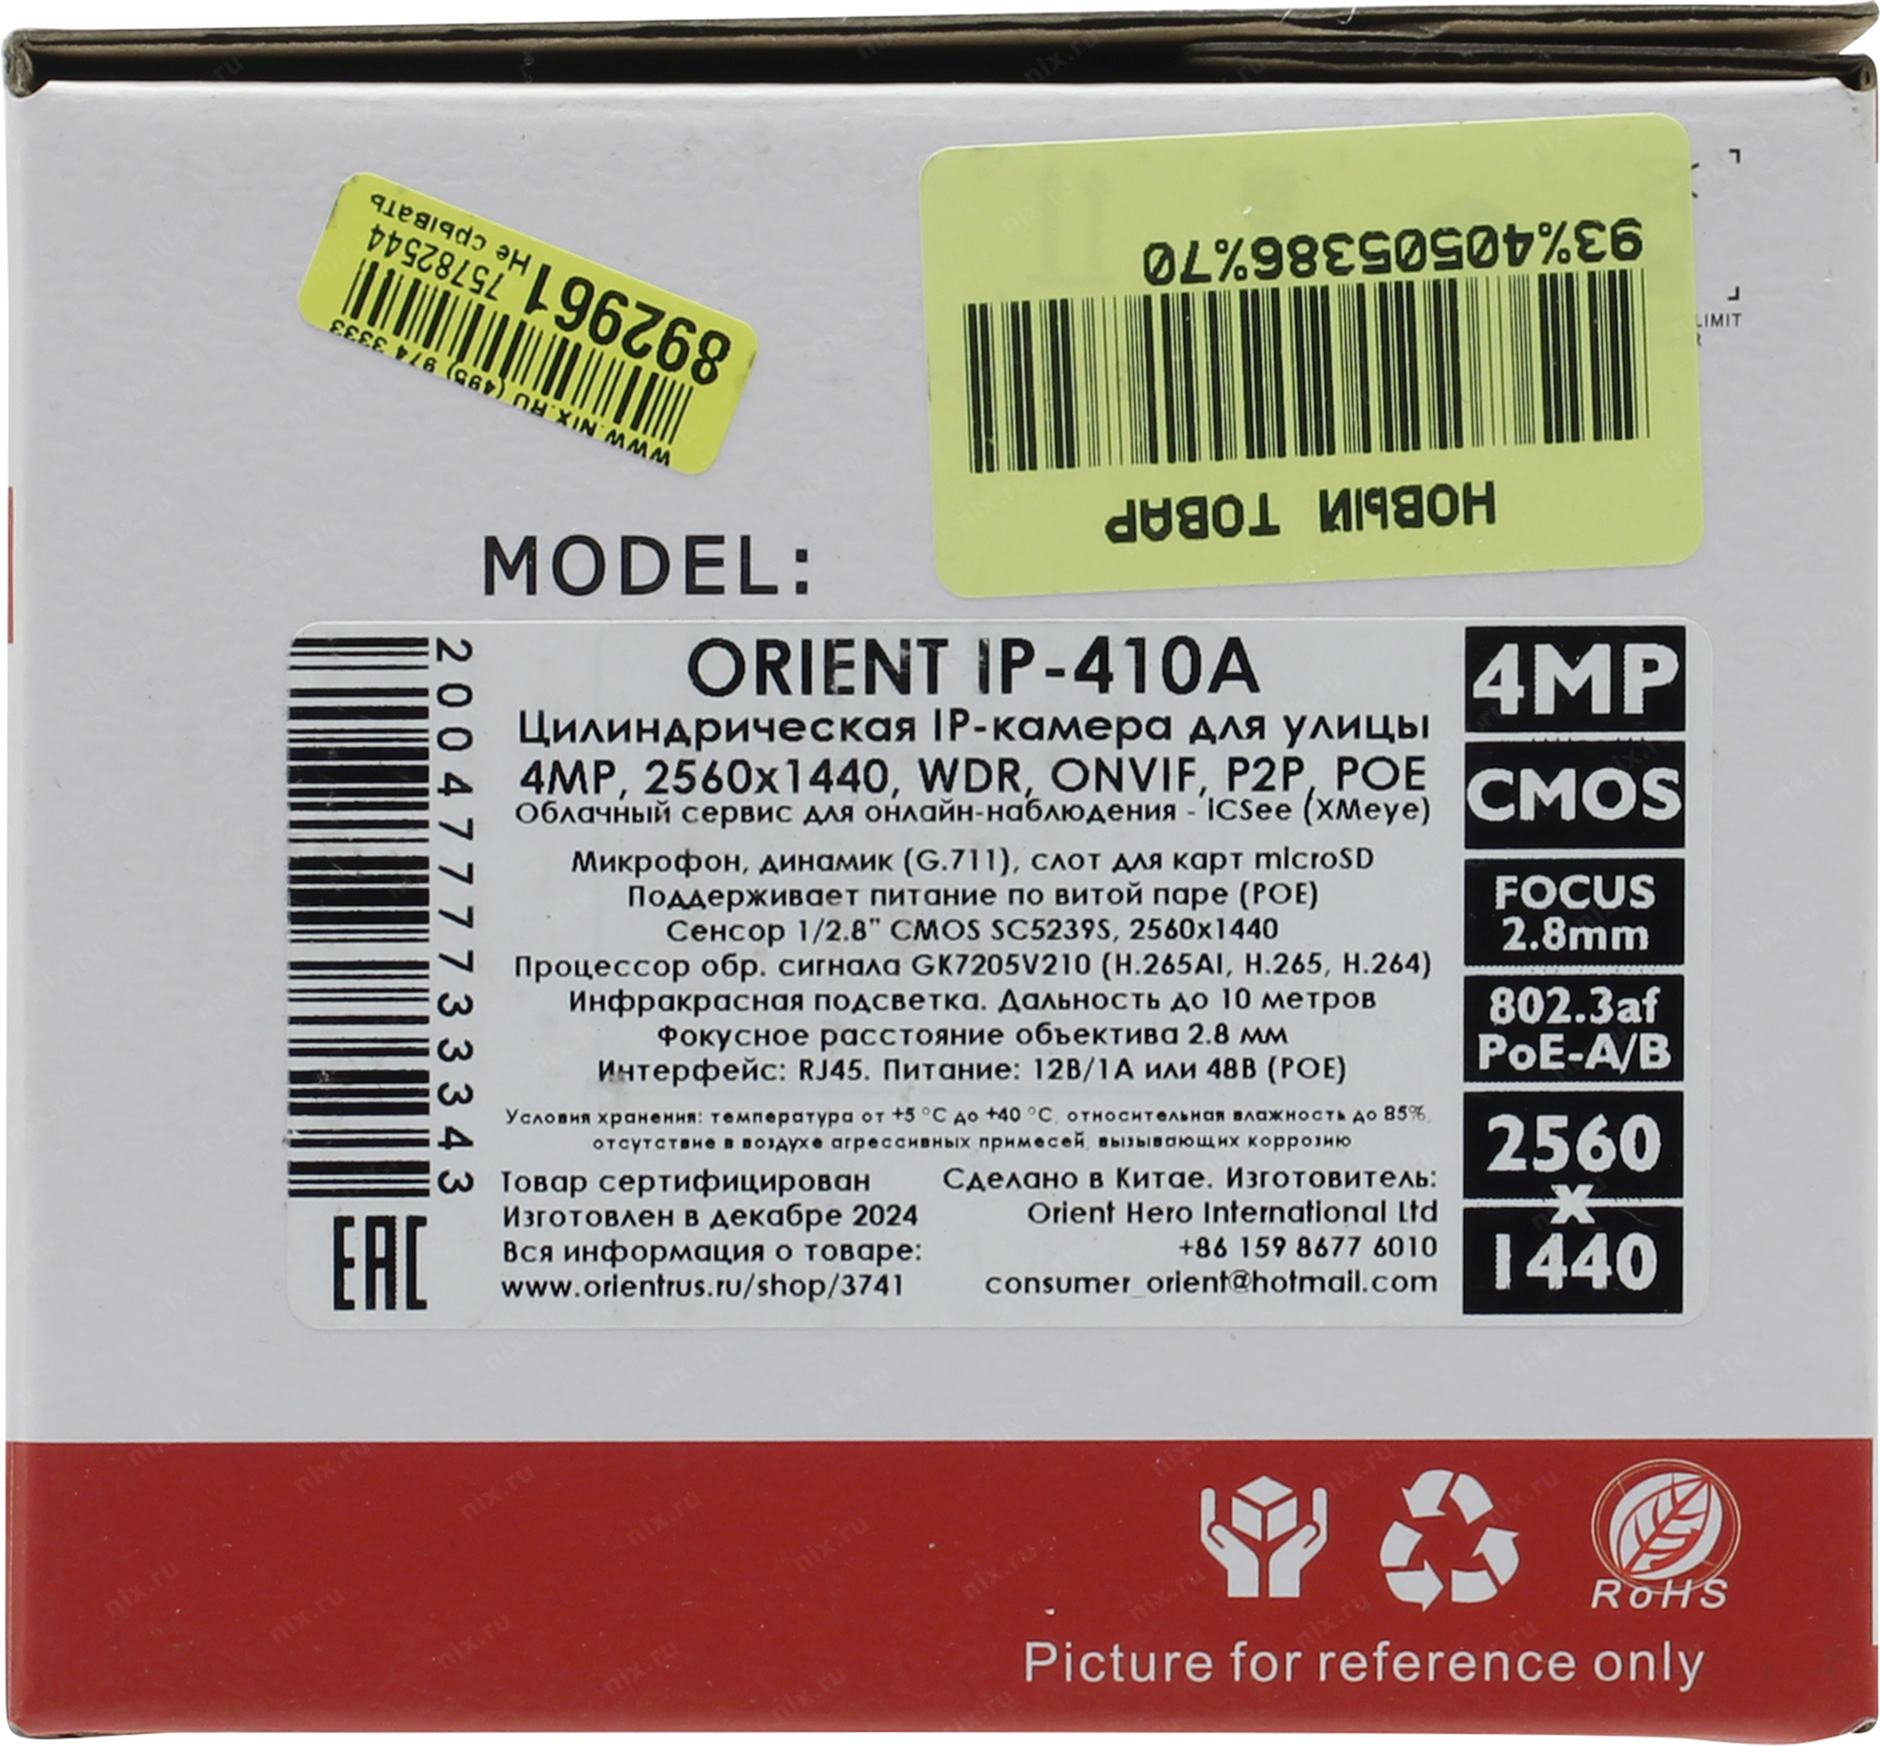 892961
75782544
Не срывать
WWW.NIX.RU (495) 974 3333
93%40505386%70
НОВЫЙ ТОВАР
LIMIT
MODEL:
2004777733343
ORIENT IP-410A
Цилиндрическая IP-камера для улицы
4MP, 2560x1440, WDR, ONVIF, P2P, POE
Облачный сервис для онлайн-наблюдения - iCSee (XMeye)
Микрофон, динамик (G.711), слот для карт microSD
Поддерживает питание по витой паре (POE)
Сенсор 1/2.8" CMOS SC5239S, 2560x1440
Процессор обр. сигнала GK7205V210 (H.265AI, H.265, H.264)
Инфракрасная подсветка. Дальность до 10 метров
Фокусное расстояние объектива 2.8 мм
Интерфейс: RJ45. Питание: 12В/1А или 48В (POE)
Условия хранения: температура от +5 °C до +40 °C, относительная влажность до 85%,
отсутствие в воздухе агрессивных примесей, вызывающих коррозию
Товар сертифицирован
Изготовлен в декабре 2024
Вся информация о товаре:
www.orientrus.ru/shop/3741
Сделано в Китае. Изготовитель:
Orient Hero International Ltd
+86 159 8677 6010
consumer_orient@hotmail.com
EAC
4MP
CMOS
FOCUS
2.8mm
802.3af
PoE-A/B
2560
x
1440
RoHS
Picture for reference only
nix.ru